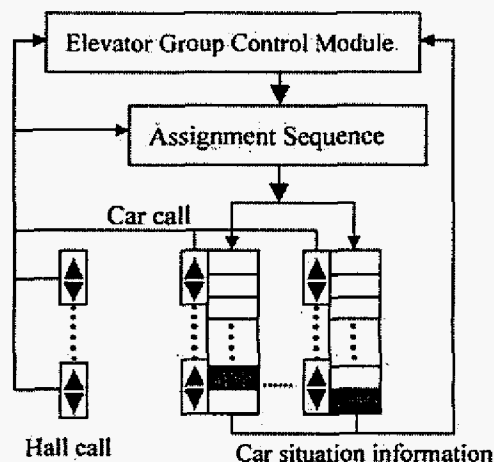 Elevator Group Control Module
Assignment Sequence
Car call
Hall call
Car situation information